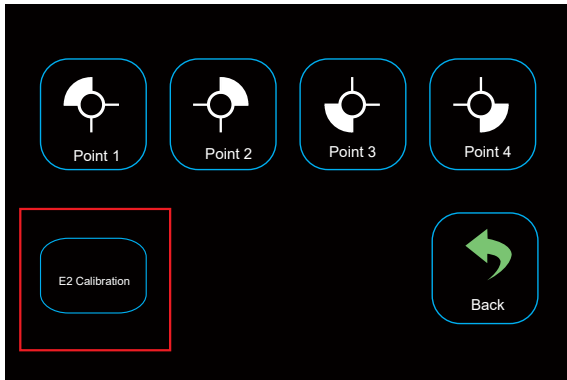 Point 1
Point 2
Point 3
Point 4
E2 Calibration
Back